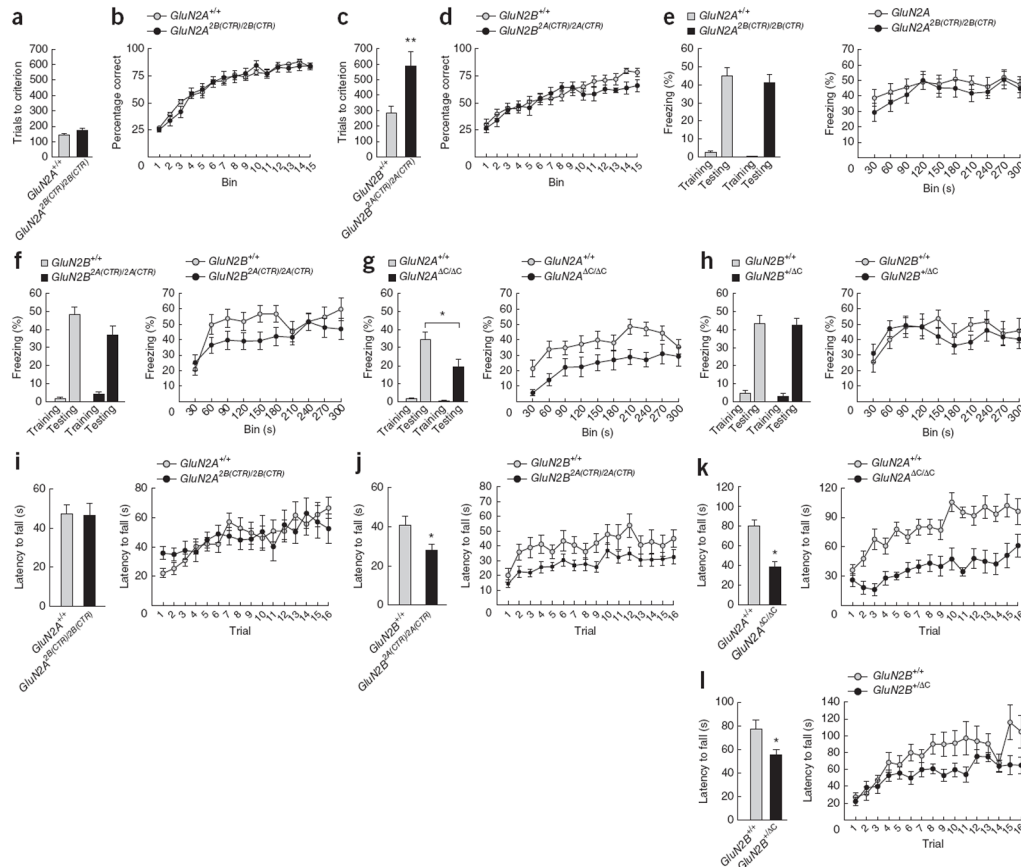 a
Trials to criterion
700
600
500
400
300
200
100
0
GluN2A+/+
GluN2A2B(CTR)/2B(CTR)
b
GluN2A+/+
GluN2A2B(CTR)/2B(CTR)
Percentage correct
100
75
50
25
1 2 3 4 5 6 7 8 9 10 11 12 13 14 15
Bin
c
Trials to criterion
700
600
500
400
300
200
100
0
**
GluN2B+/+
GluN2B2A(CTR)/2A(CTR)
d
GluN2B+/+
GluN2B2A(CTR)/2A(CTR)
Percentage correct
100
75
50
25
1 2 3 4 5 6 7 8 9 10 11 12 13 14 15
Bin
e
GluN2A+/+
GluN2A2B(CTR)/2B(CTR)
Freezing (%)
60
50
40
30
20
10
0
Training Testing Training Testing
GluN2A
GluN2A2B(CTR)/2B(CTR)
Freezing (%)
60
50
40
30
20
10
0
30 60 90 120 150 180 210 240 270 300
Bin (s)
f
GluN2B+/+
GluN2B2A(CTR)/2A(CTR)
Freezing (%)
60
50
40
30
20
10
0
Training Testing Training Testing
GluN2B+/+
GluN2B2A(CTR)/2A(CTR)
Freezing (%)
70
60
50
40
30
20
10
0
30 60 90 120 150 180 210 240 270 300
Bin (s)
g
GluN2A+/+
GluN2AΔC/ΔC
Freezing (%)
60
50
40
30
20
10
0
*
Training Testing Training Testing
GluN2A+/+
GluN2AΔC/ΔC
Freezing (%)
70
60
50
40
30
20
10
0
30 60 90 120 150 180 210 240 270 300
Bin (s)
h
GluN2B+/+
GluN2B+/ΔC
Freezing (%)
60
50
40
30
20
10
0
Training Testing Training Testing
GluN2B+/+
GluN2B+/ΔC
Freezing (%)
70
60
50
40
30
20
10
0
30 60 90 120 150 180 210 240 270 300
Bin (s)
i
Latency to fall (s)
60
40
20
0
GluN2A+/+
GluN2A2B(CTR)/2B(CTR)
GluN2A+/+
GluN2A2B(CTR)/2B(CTR)
Latency to fall (s)
80
60
40
20
0
1 2 3 4 5 6 7 8 9 10 11 12 13 14 15 16
Trial
j
Latency to fall (s)
60
40
20
0
*
GluN2B+/+
GluN2B2A(CTR)/2A(CTR)
GluN2B+/+
GluN2B2A(CTR)/2A(CTR)
Latency to fall (s)
80
70
60
50
40
30
20
10
0
1 2 3 4 5 6 7 8 9 10 11 12 13 14 15 16
Trial
k
Latency to fall (s)
120
100
80
60
40
20
0
*
GluN2A+/+
GluN2AΔC/ΔC
GluN2A+/+
GluN2AΔC/ΔC
Latency to fall (s)
120
90
60
30
0
1 2 3 4 5 6 7 8 9 10 11 12 13 14 15 16
Trial
l
Latency to fall (s)
100
80
60
40
20
0
*
GluN2B+/+
GluN2B+/ΔC
GluN2B+/+
GluN2B+/ΔC
Latency to fall (s)
140
120
100
80
60
40
20
0
1 2 3 4 5 6 7 8 9 10 11 12 13 14 15 16
Trial